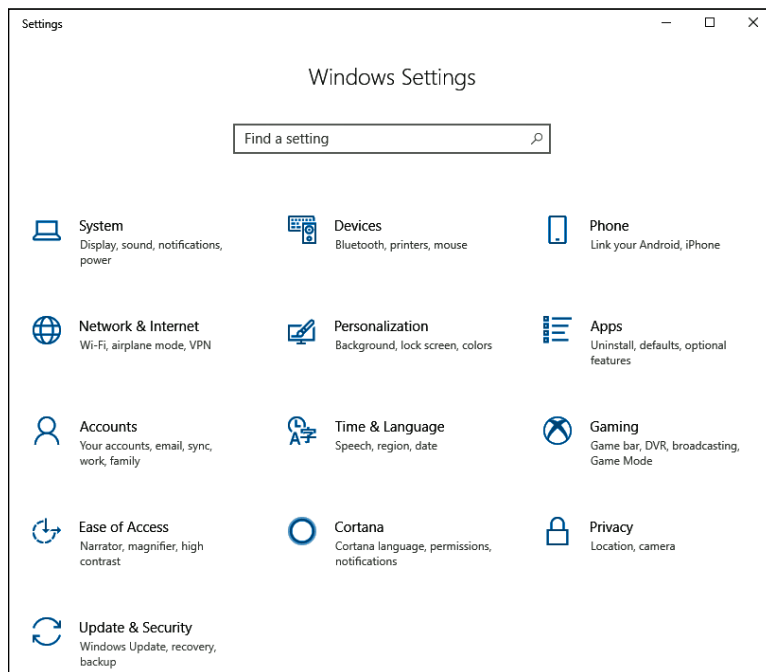 Settings
Windows Settings
Find a setting
System
Display, sound, notifications,
power
Devices
Bluetooth, printers, mouse
Phone
Link your Android, iPhone
Network & Internet
Wi-Fi, airplane mode, VPN
Personalization
Background, lock screen, colors
Apps
Uninstall, defaults, optional
features
Accounts
Your accounts, email, sync,
work, family
Time & Language
Speech, region, date
Gaming
Game bar, DVR, broadcasting,
Game Mode
Ease of Access
Narrator, magnifier, high
contrast
Cortana
Cortana language, permissions,
notifications
Privacy
Location, camera
Update & Security
Windows Update, recovery,
backup